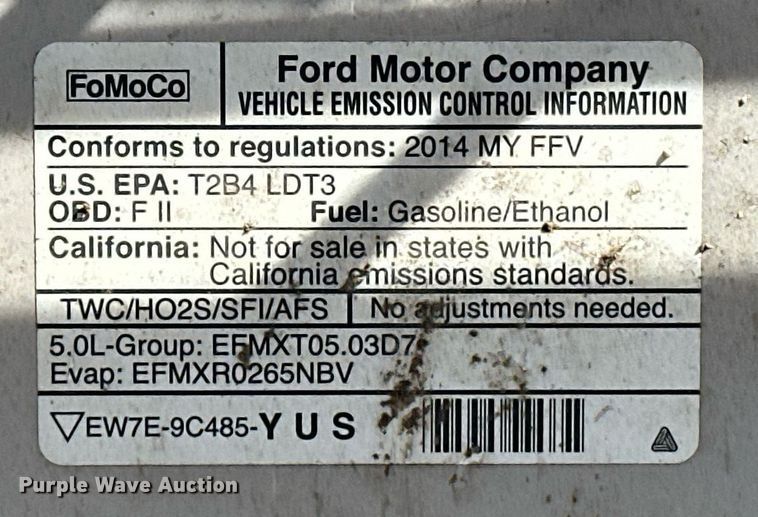 FoMoCo
Ford Motor Company
VEHICLE EMISSION CONTROL INFORMATION
Conforms to regulations: 2014 MY FFV
U.S. EPA: T2B4 LDT3
OBD: F II Fuel: Gasoline/Ethanol
California: Not for sale in states with
California emissions standards.
TWC/HO2S/SFI/AFS No adjustments needed.
5.0L-Group: EFMXT05.03D7
Evap: EFMXR0265NBV
EW7E-9C485-YUS
Purple Wave Auction